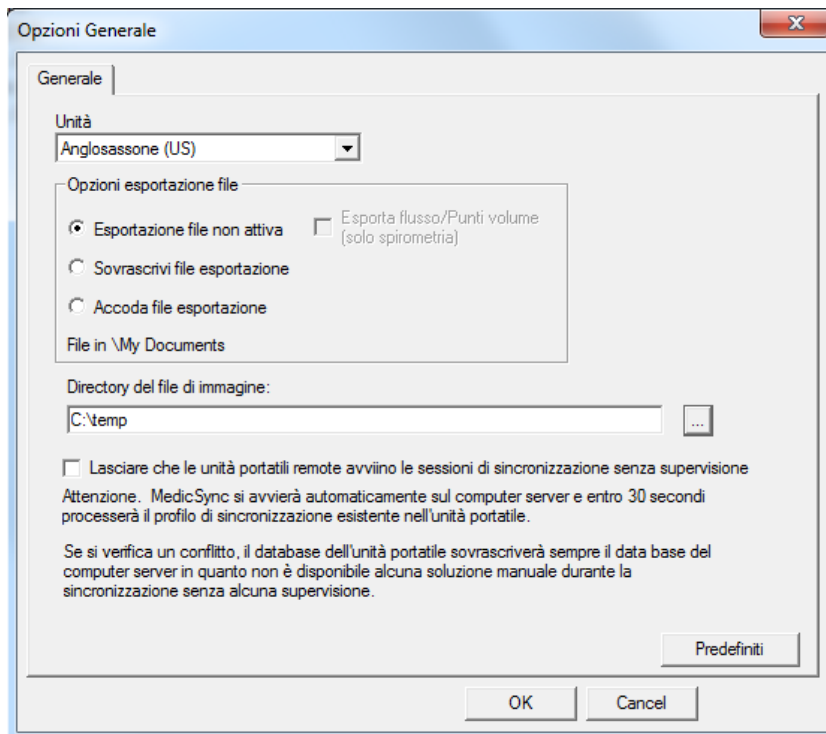 Opzioni Generale
Generale
Unità
Anglosassone (US)
Opzioni esportazione file
Esportazione file non attiva
Esporta flusso/Punti volume
(solo spirometria)
Sovrascrivi file esportazione
Accoda file esportazione
File in \My Documents
Directory del file di immagine:
C:\temp
...
Lasciare che le unità portatili remote avviino le sessioni di sincronizzazione senza supervisione
Attenzione. MedicSync si avvierà automaticamente sul computer server e entro 30 secondi
processerà il profilo di sincronizzazione esistente nell'unità portatile.
Se si verifica un conflitto, il database dell'unità portatile sovrascriverà sempre il data base del
computer server in quanto non è disponibile alcuna soluzione manuale durante la
sincronizzazione senza alcuna supervisione.
Predefiniti
OK
Cancel